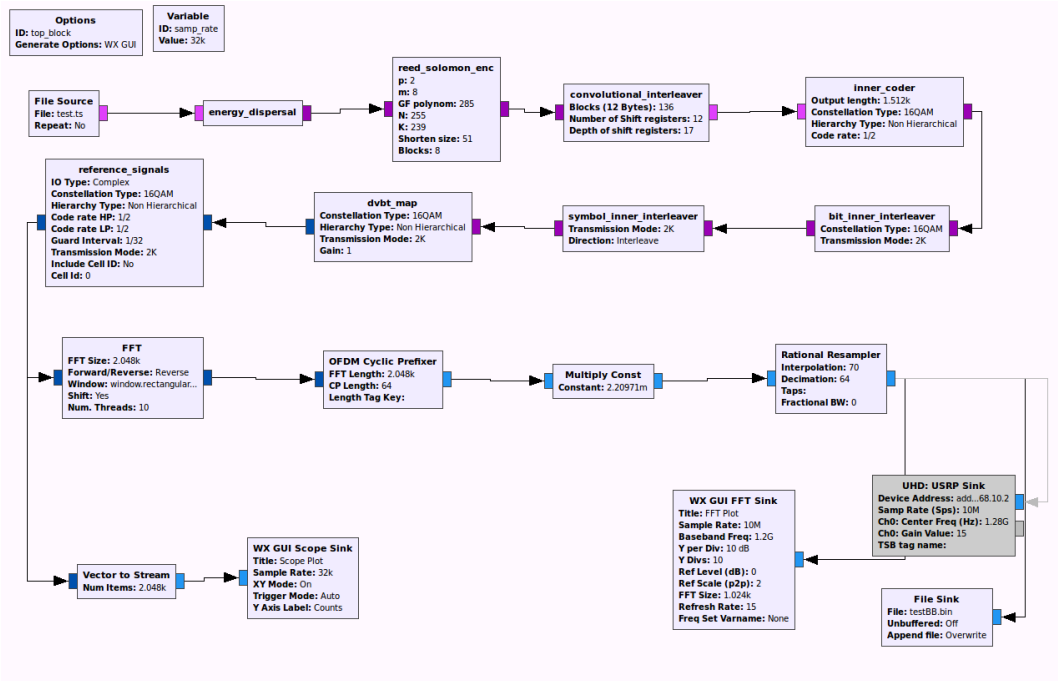 Options
ID: top_block
Generate Options: WX GUI
Variable
ID: samp_rate
Value: 32k
File Source
File: test.ts
Repeat: No
energy_dispersal
reed_solomon_enc
p: 2
m: 8
GF polynom: 285
N: 255
K: 239
Shorten size: 51
Blocks: 8
convolutional_interleaver
Blocks (12 Bytes): 136
Number of Shift registers: 12
Depth of shift registers: 17
inner_coder
Output length: 1.512k
Constellation Type: 16QAM
Hierarchy Type: Non Hierarchical
Code rate: 1/2
reference_signals
IO Type: Complex
Constellation Type: 16QAM
Hierarchy Type: Non Hierarchical
Code rate HP: 1/2
Code rate LP: 1/2
Guard Interval: 1/32
Transmission Mode: 2K
Include Cell ID: No
Cell Id: 0
dvbt_map
Constellation Type: 16QAM
Hierarchy Type: Non Hierarchical
Transmission Mode: 2K
Gain: 1
symbol_inner_interleaver
Transmission Mode: 2K
Direction: Interleave
bit_inner_interleaver
Constellation Type: 16QAM
Transmission Mode: 2K
FFT
FFT Size: 2.048k
Forward/Reverse: Reverse
Window: window.rectangular...
Shift: Yes
Num. Threads: 10
OFDM Cyclic Prefixer
FFT Length: 2.048k
CP Length: 64
Length Tag Key:
Multiply Const
Constant: 2.20971m
Rational Resampler
Interpolation: 70
Decimation: 64
Taps:
Fractional BW: 0
Vector to Stream
Num Items: 2.048k
WX GUI Scope Sink
Title: Scope Plot
Sample Rate: 32k
XY Mode: On
Trigger Mode: Auto
Y Axis Label: Counts
WX GUI FFT Sink
Title: FFT Plot
Sample Rate: 10M
Baseband Freq: 1.2G
Y per Div: 10 dB
Y Divs: 10
Ref Level (dB): 0
Ref Scale (p2p): 2
FFT Size: 1.024k
Refresh Rate: 15
Freq Set Varname: None
UHD: USRP Sink
Device Address: add...68.10.2
Samp Rate (Sps): 10M
Ch0: Center Freq (Hz): 1.28G
Ch0: Gain Value: 15
TSB tag name:
File Sink
File: testBB.bin
Unbuffered: Off
Append file: Overwrite